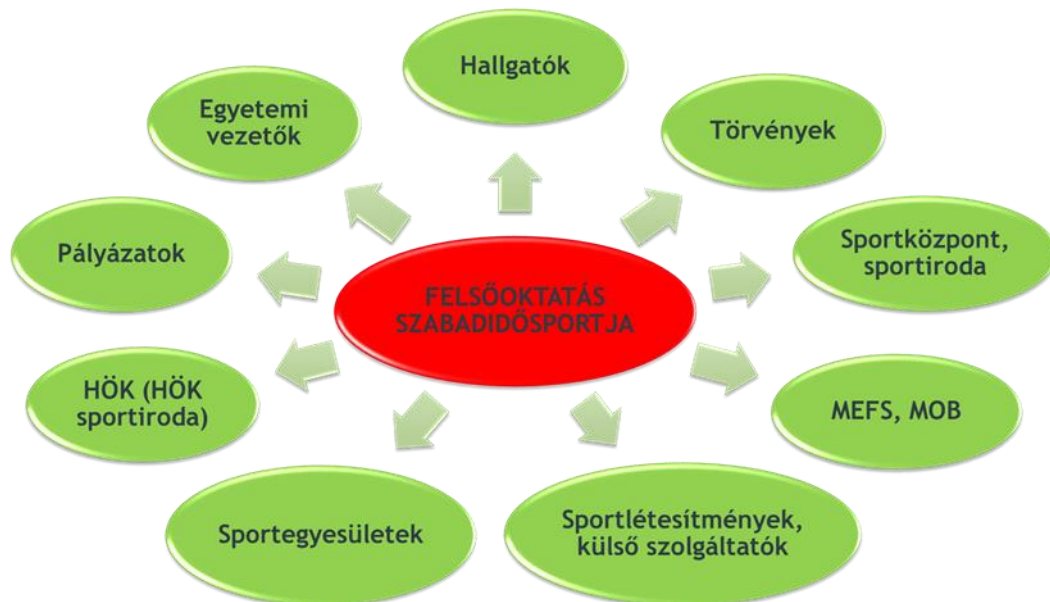 Hallgatók
Egyetemi
vezetők
Törvények
Pályázatok
Sportközpont,
sportiroda
FELSŐOKTATÁS
SZABADIDŐSPORTJA
HÖK (HÖK
sportiroda)
MEFS, MOB
Sportegyesületek
Sportlétesítmények,
külső szolgáltatók